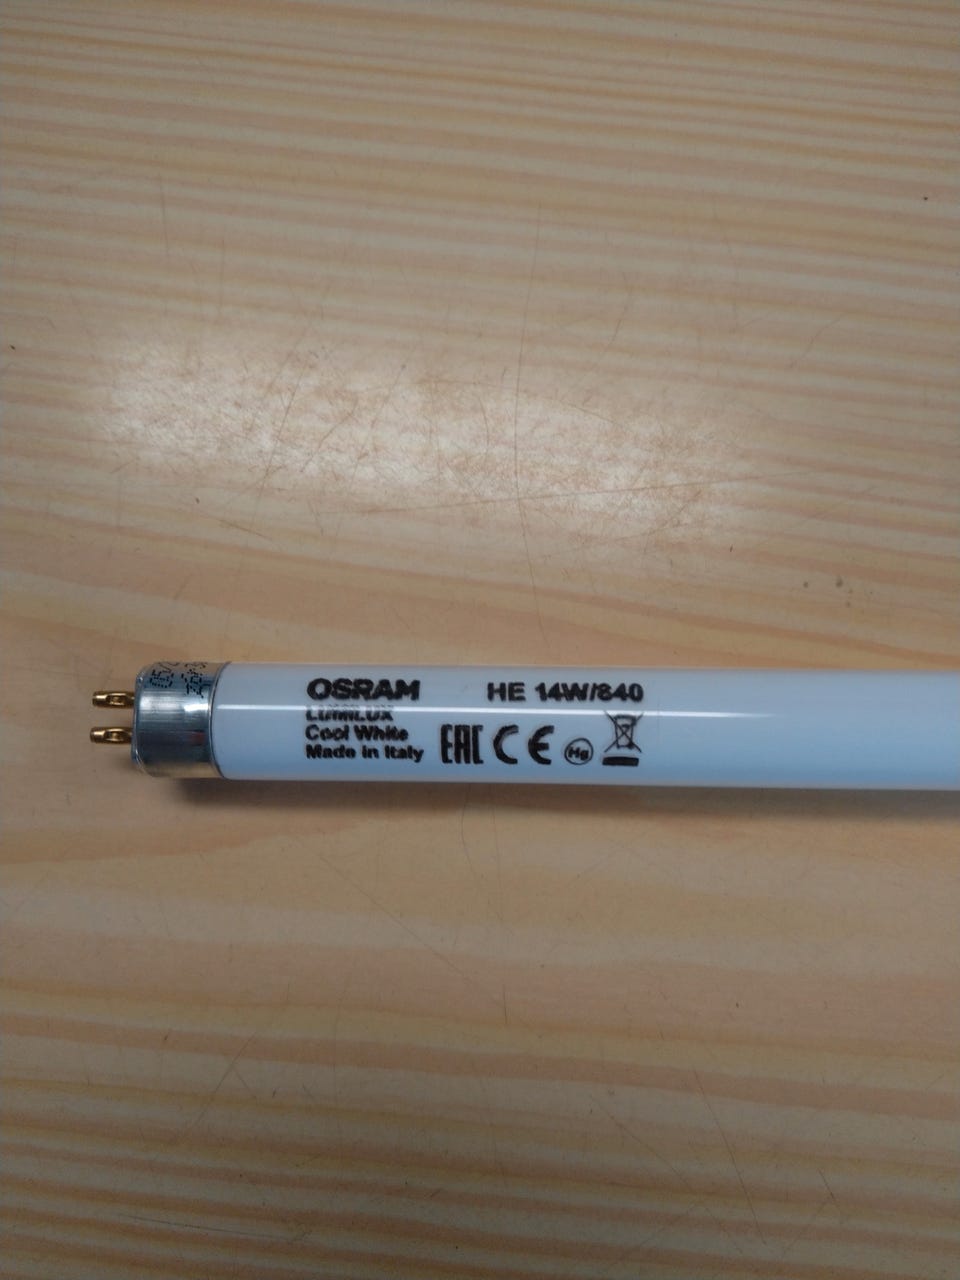 OSRAM HE 14W/840
LUMILUX
Cool White
Made in Italy EAC CE Hg